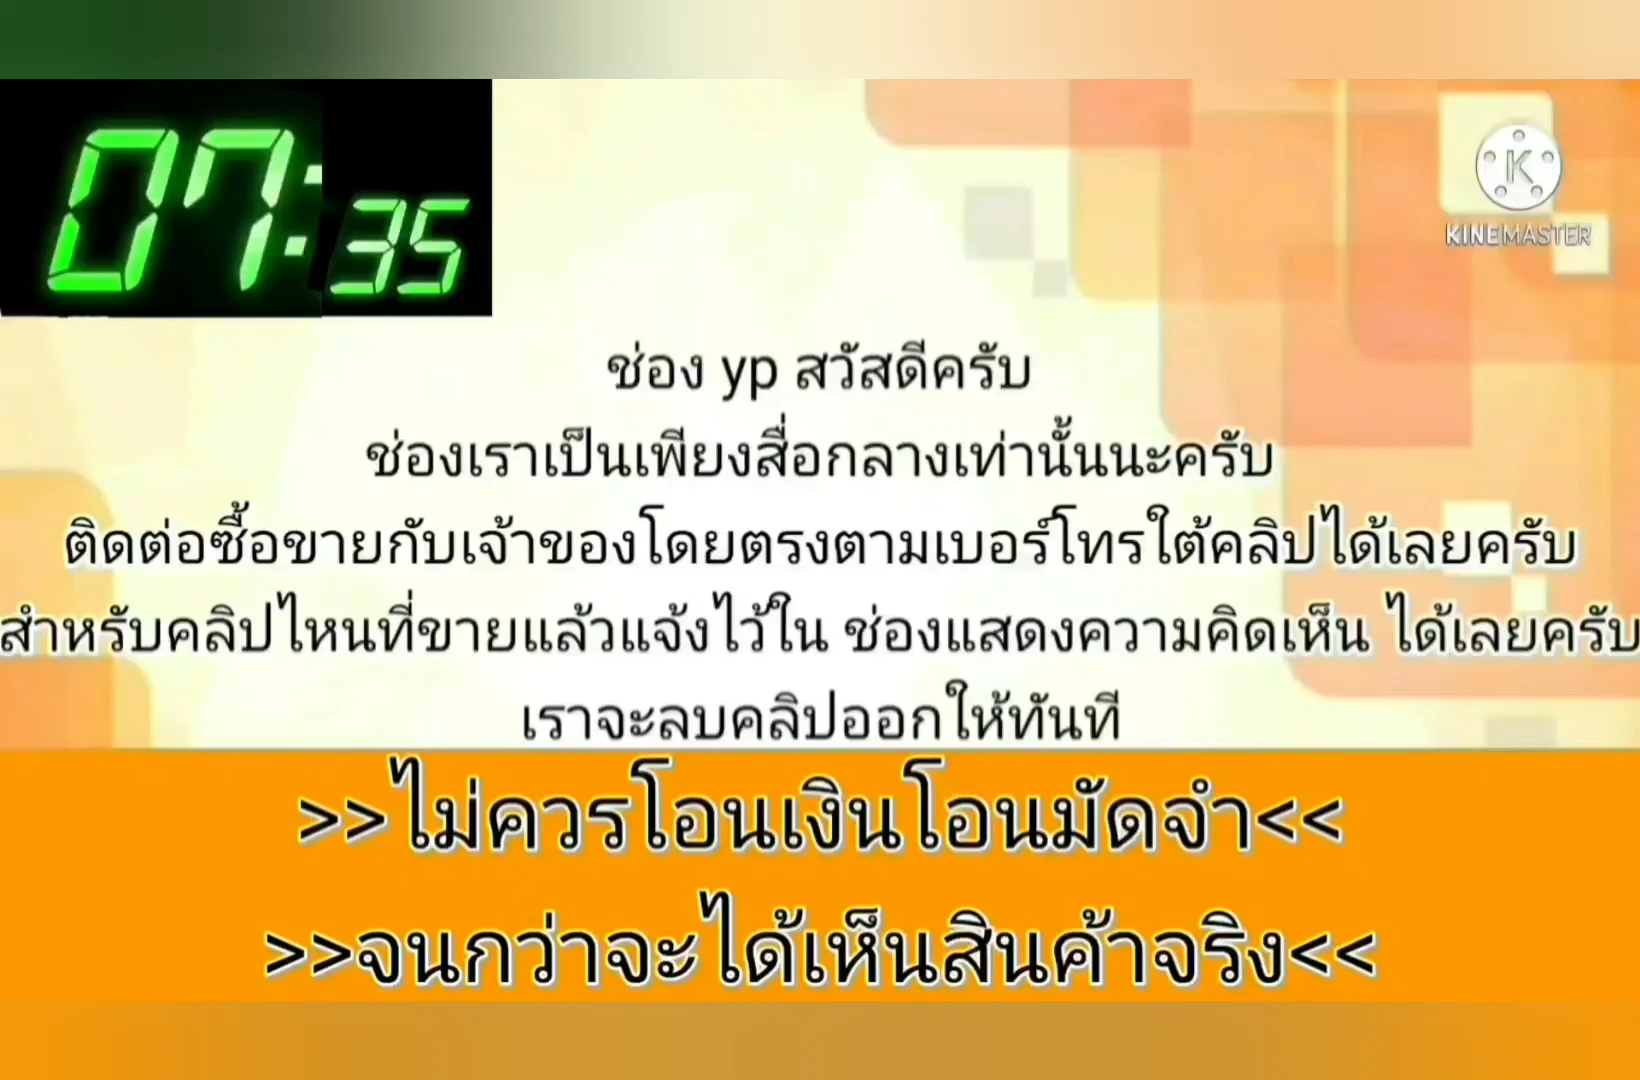 07:35
KINEMASTER
ช่อง yp สวัสดีครับ
ช่องเราเป็นเพียงสื่อกลางเท่านั้นนะครับ
ติดต่อซื้อขายกับเจ้าของโดยตรงตามเบอร์โทรใต้คลิปได้เลยครับ
สำหรับคลิปไหนที่ขายแล้วแจ้งไว้ใน ช่องแสดงความคิดเห็น ได้เลยครับ
เราจะลบคลิปออกให้ทันที
>>ไม่ควรโอนเงินโอนมัดจำ<<
>>จนกว่าจะได้เห็นสินค้าจริง<<